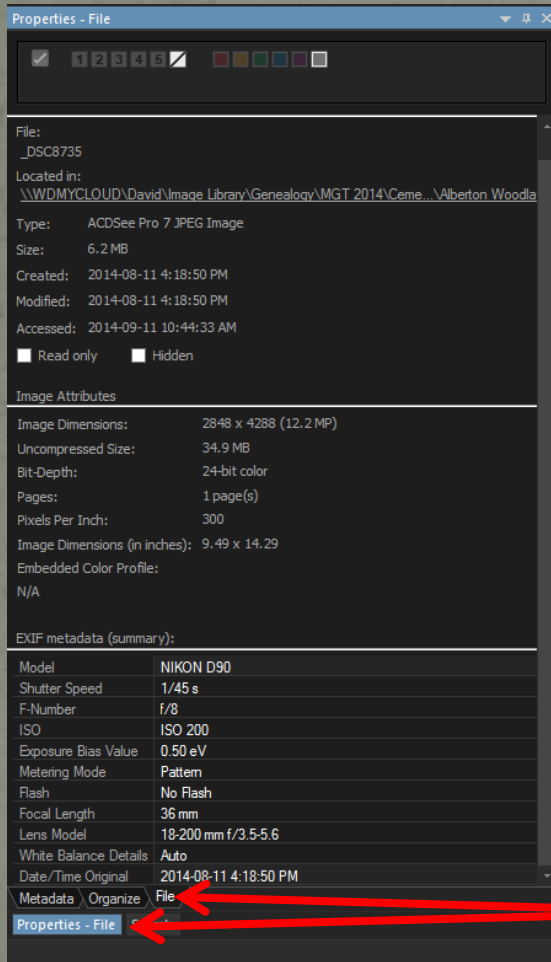 Properties - File
1 2 3 4 5
File:
_DSC8735
Located in:
\\WDMYCLOUD\David\Image Library\Genealogy\MGT 2014\Ceme...\Alberton Woodla
Type: ACDSee Pro 7 JPEG Image
Size: 6.2 MB
Created: 2014-08-11 4:18:50 PM
Modified: 2014-08-11 4:18:50 PM
Accessed: 2014-09-11 10:44:33 AM
Read only Hidden
Image Attributes
Image Dimensions: 2848 x 4288 (12.2 MP)
Uncompressed Size: 34.9 MB
Bit-Depth: 24-bit color
Pages: 1 page(s)
Pixels Per Inch: 300
Image Dimensions (in inches): 9.49 x 14.29
Embedded Color Profile:
N/A
EXIF metadata (summary):
Model NIKON D90
Shutter Speed 1/45 s
F-Number f/8
ISO ISO 200
Exposure Bias Value 0.50 eV
Metering Mode Pattern
Flash No Flash
Focal Length 36 mm
Lens Model 18-200 mm f/3.5-5.6
White Balance Details Auto
Date/Time Original 2014-08-11 4:18:50 PM
Metadata Organize File
Properties - File